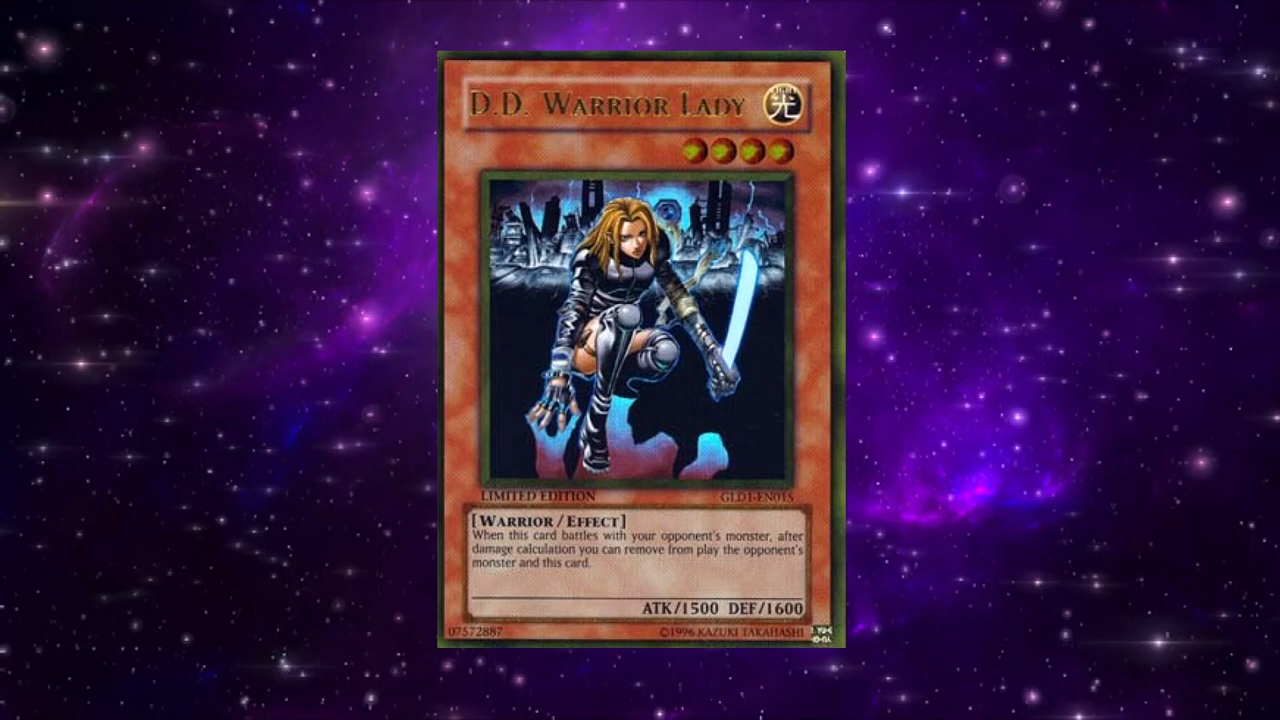 D.D. WARRIOR LADY
LIGHT
光
LIMITED EDITION
GLD1-EN015
[WARRIOR/EFFECT]
When this card battles with your opponent's monster, after
damage calculation you can remove from play the opponent's
monster and this card.
ATK/1500 DEF/1600
07572887
©1996 KAZUKI TAKAHASHI